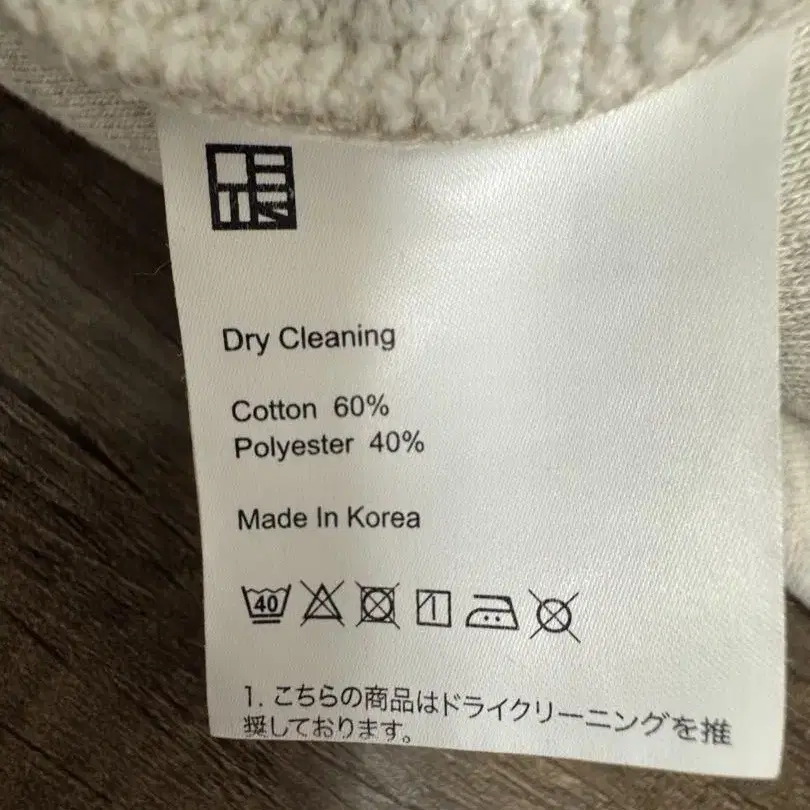 Dry Cleaning
Cotton 60%
Polyester 40%
Made In Korea
40
1. こちらの商品はドライクリーニングを推
奨しております。